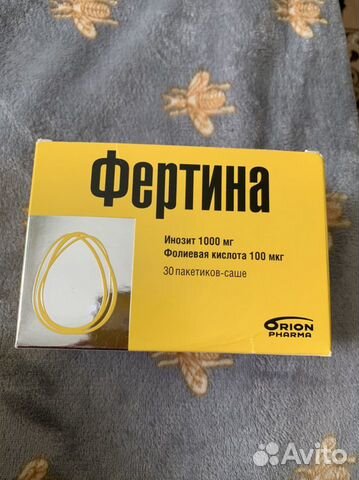 Фертина
Инозит 1000 мг
Фолиевая кислота 100 мкг
30 пакетиков-саше
ORION
PHARMA
Avito